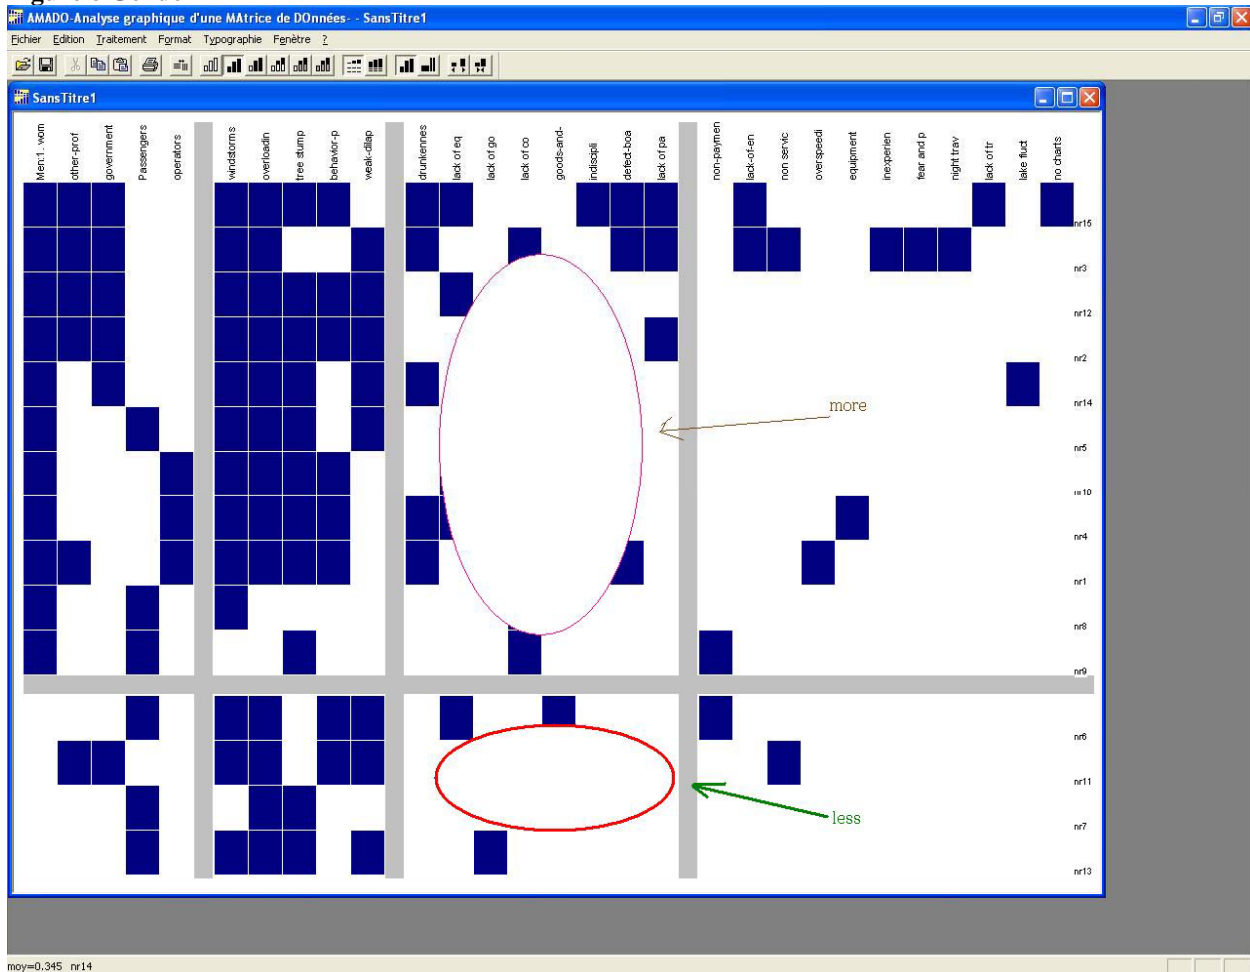 AMADO-Analyse graphique d'une MAtrice de DOnnées- - SansTitre1
Fichier Edition Traitement Format Typographie Fenêtre ?
SansTitre1
Men:1. wom
other-prof
government
Passengers
operators
windstorms
overloadin
tree stump
behavior-p
weak-dilap
drunkennes
lack of eq
lack of go
lack of co
goods-and-
indiscipli
defect-boa
lack of pa
non-paymen
lack-of-en
non servic
overspeedi
equipment
inexperien
fear and p
night trav
lack of tr
lake fluct
no charts
nr15
nr3
nr12
nr2
nr14
more
nr5
nr10
nr4
nr1
nr8
nr9
nr6
nr11
less
nr7
nr13
moy=0.345 nr14